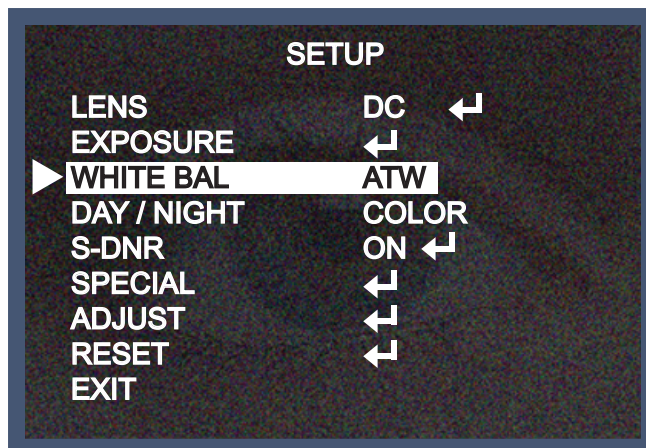 SETUP
LENS DC ↵
EXPOSURE ↵
WHITE BAL ATW
DAY / NIGHT COLOR
S-DNR ON ↵
SPECIAL ↵
ADJUST ↵
RESET ↵
EXIT